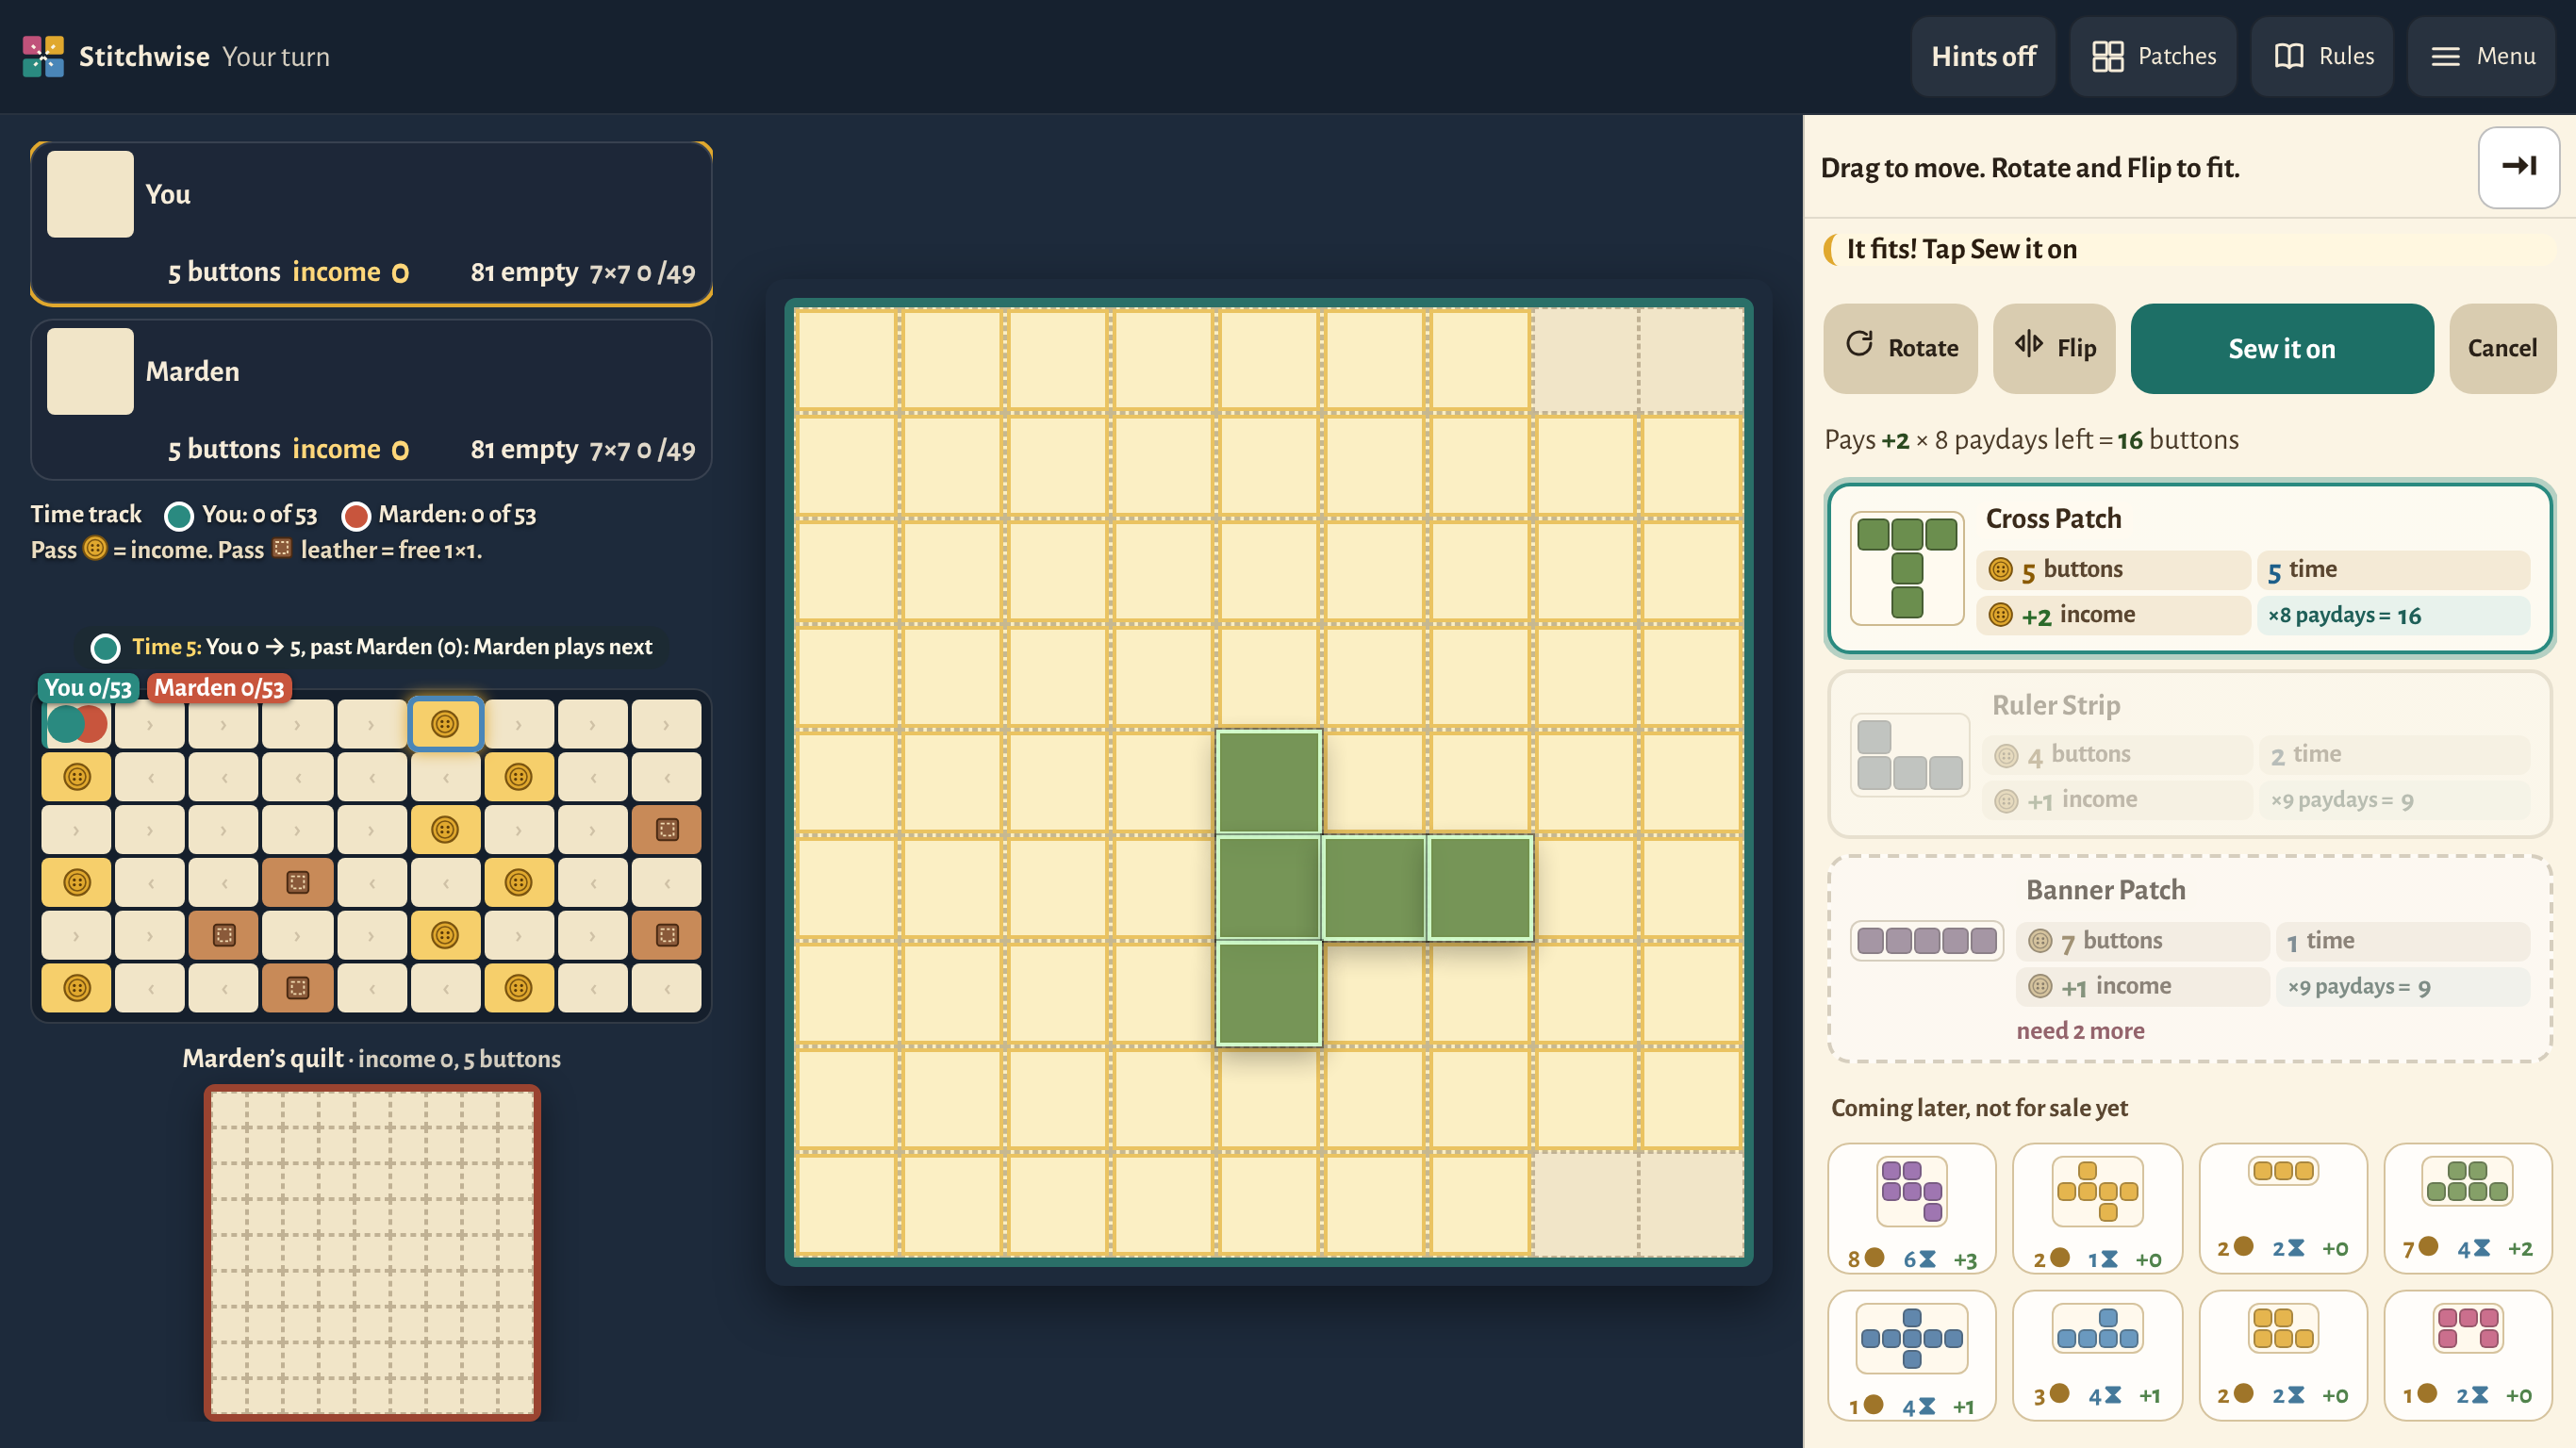 Stitchwise Your turn
Hints off
Patches
Rules
Menu
You
5 buttons income 0 81 empty 7×7 0 /49
Marden
5 buttons income 0 81 empty 7×7 0 /49
Time track You: 0 of 53 Marden: 0 of 53
Pass = income. Pass leather = free 1×1.
Time 5: You 0 → 5, past Marden (0): Marden plays next
You 0/53 Marden 0/53
Marden's quilt · income 0, 5 buttons
Drag to move. Rotate and Flip to fit.
It fits! Tap Sew it on
Rotate
Flip
Sew it on
Cancel
Pays +2 × 8 paydays left = 16 buttons
Cross Patch
5 buttons 5 time
+2 income ×8 paydays = 16
Ruler Strip
4 buttons 2 time
+1 income ×9 paydays = 9
Banner Patch
7 buttons 1 time
+1 income ×9 paydays = 9
need 2 more
Coming later, not for sale yet
8 6 +3
2 1 +0
2 2 +0
7 4 +2
1 4 +1
3 4 +1
2 2 +0
1 2 +0